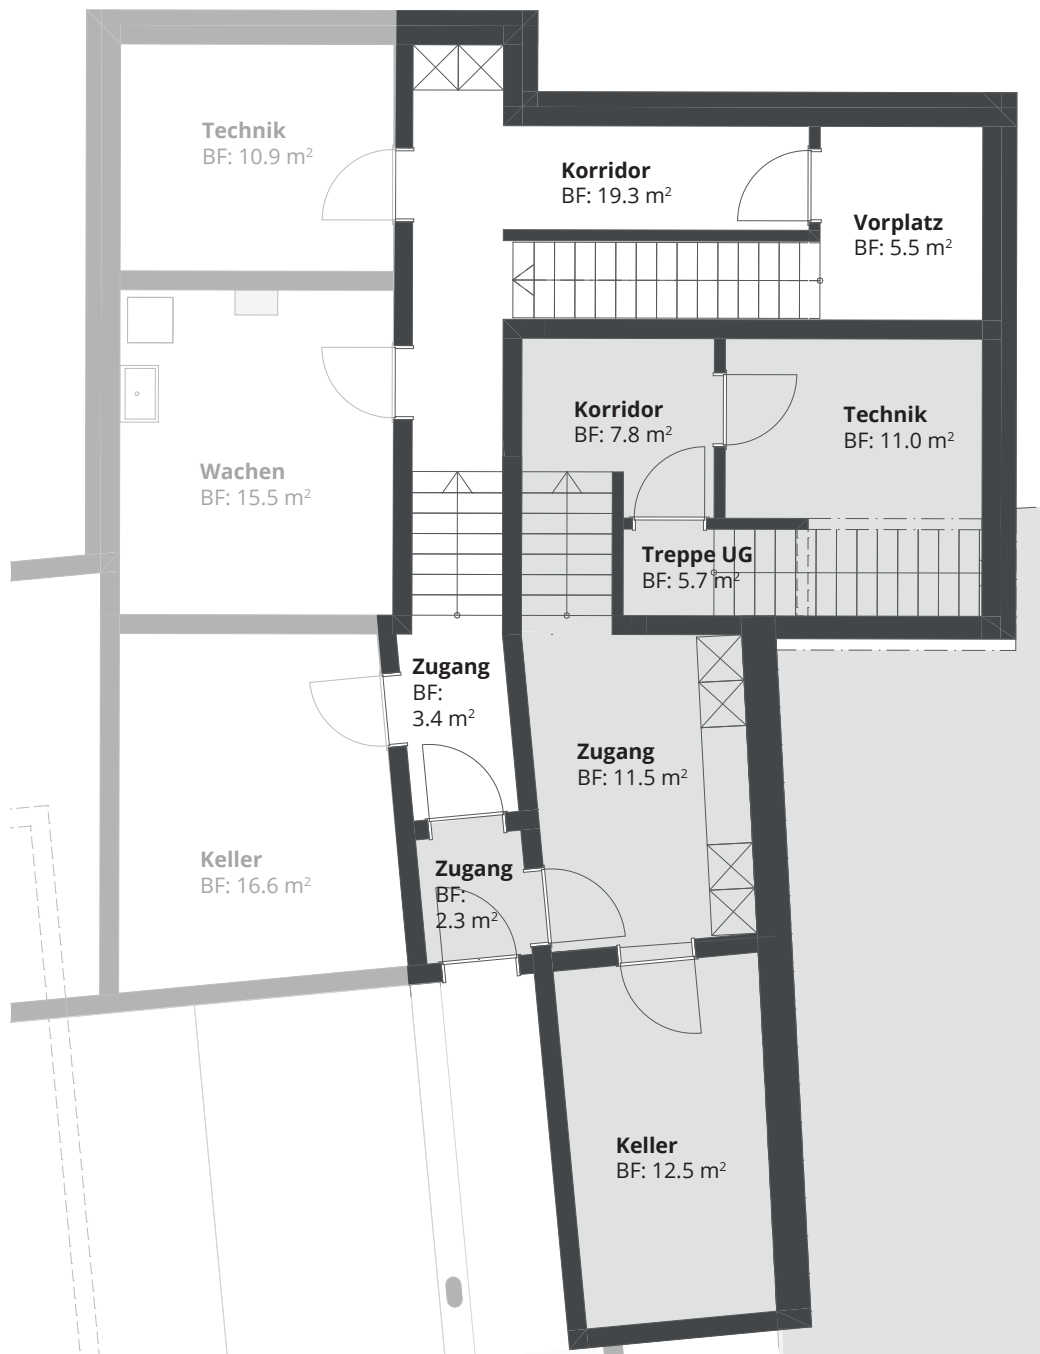 Technik
BF: 10.9 m²
Korridor
BF: 19.3 m²
Vorplatz
BF: 5.5 m²
Korridor
BF: 7.8 m²
Technik
BF: 11.0 m²
Wachen
BF: 15.5 m²
Treppe UG
BF: 5.7 m²
Zugang
BF:
3.4 m²
Zugang
BF: 11.5 m²
Keller
BF: 16.6 m²
Zugang
BF:
2.3 m²
Keller
BF: 12.5 m²